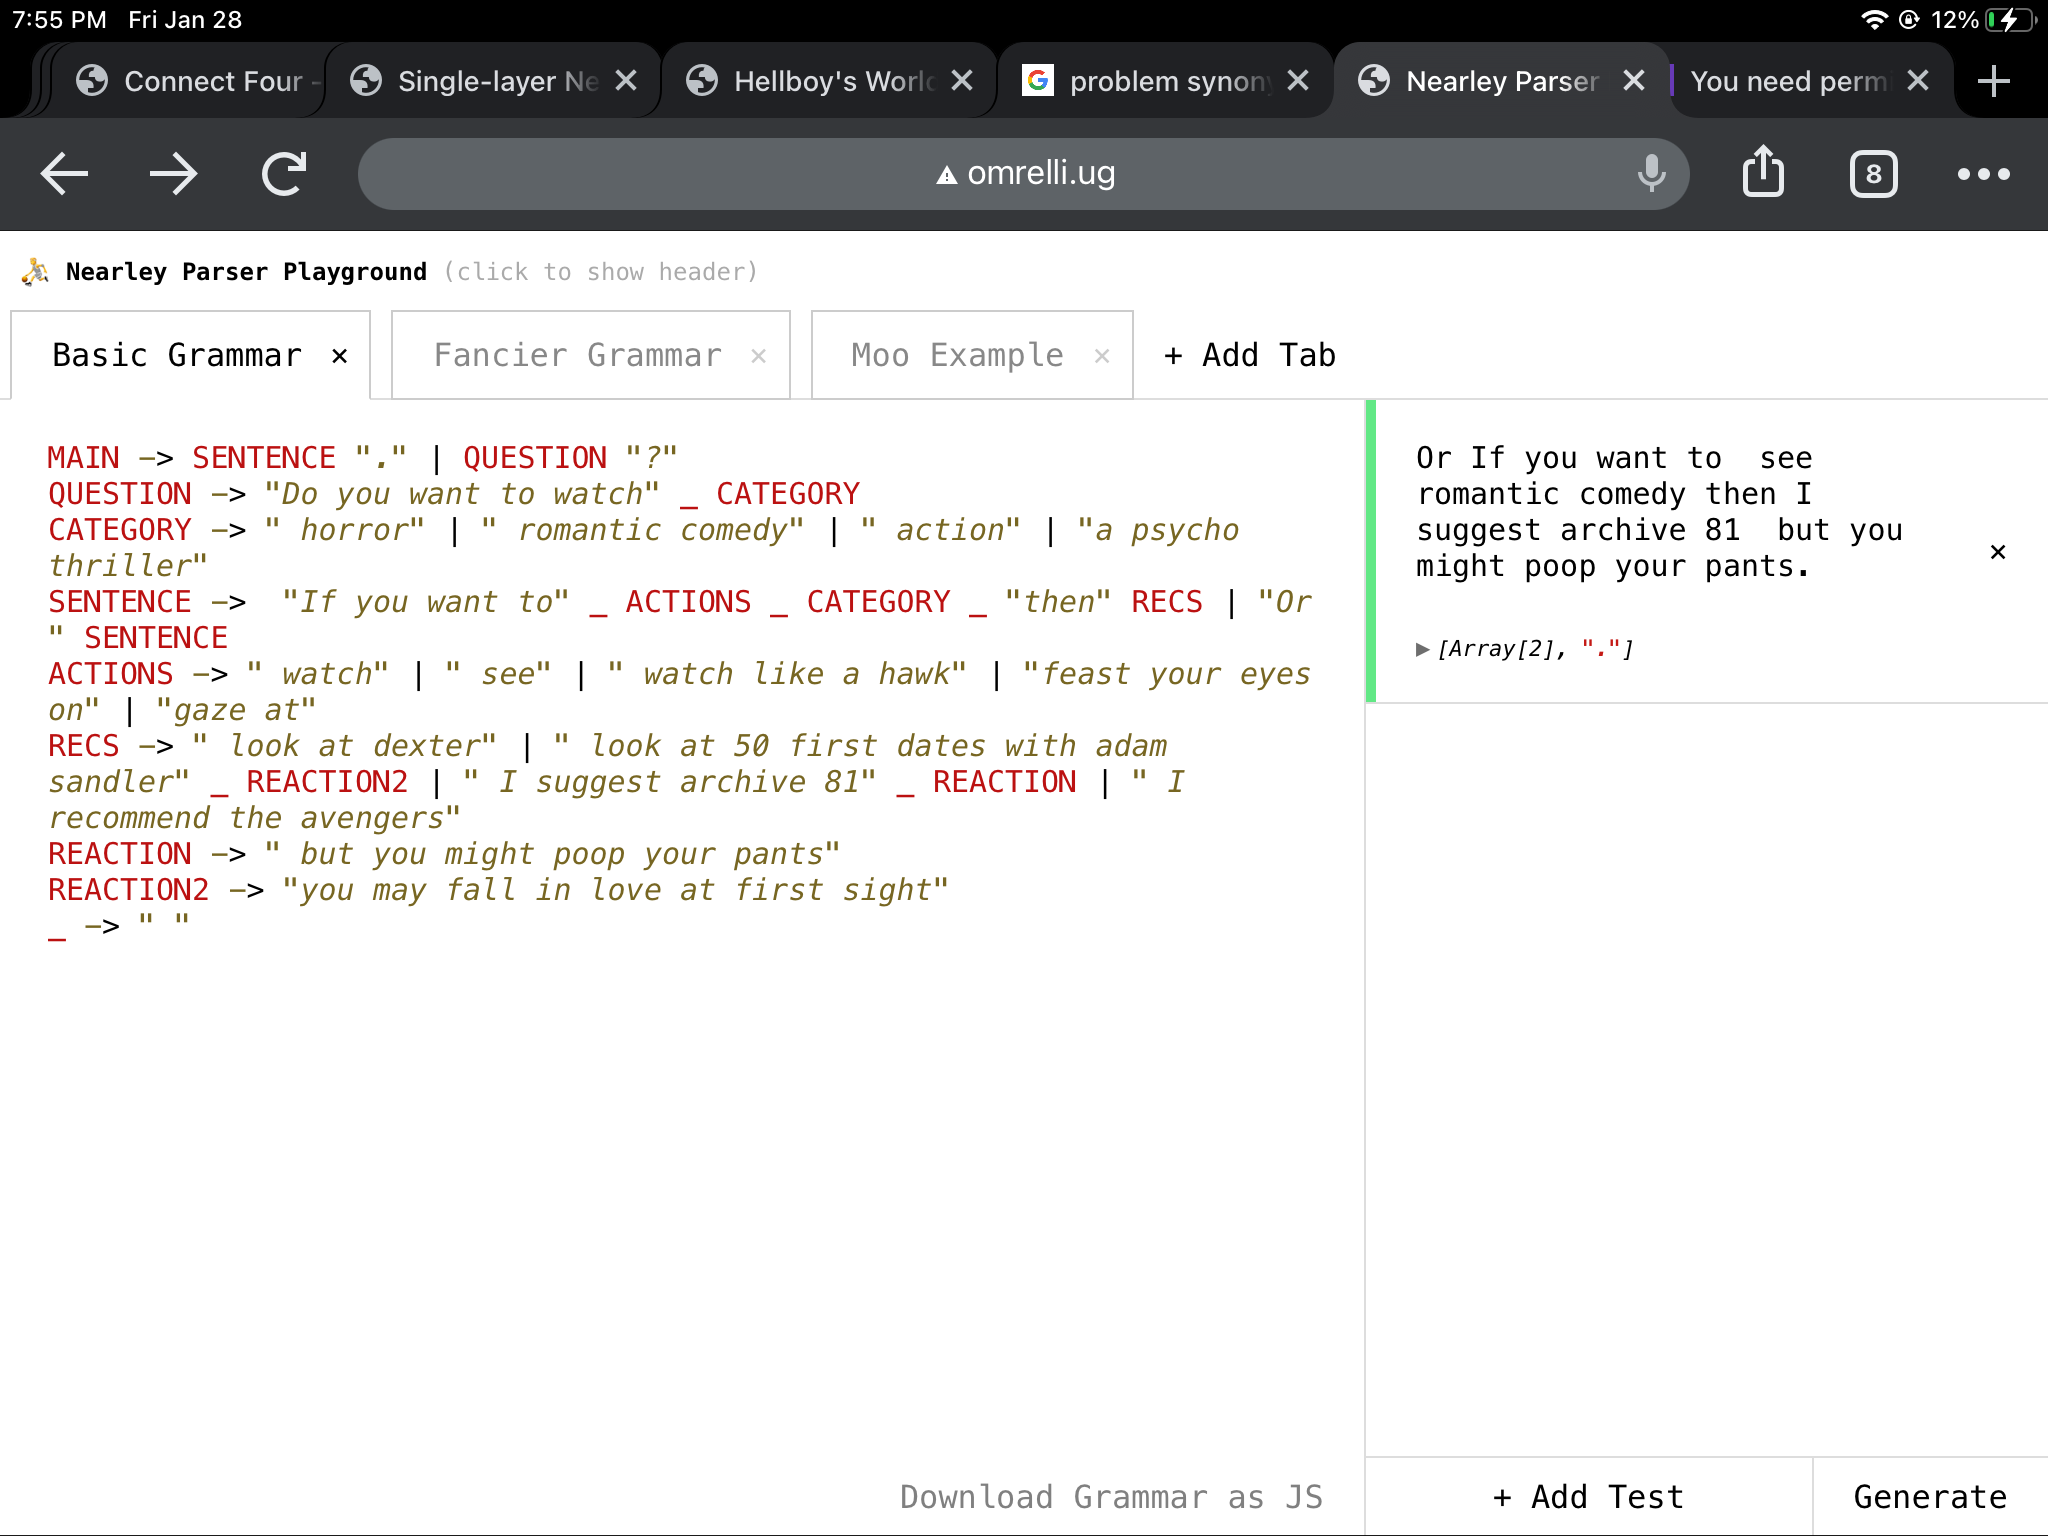 7:55 PM Fri Jan 28 12%
Connect Four - Single-layer Ne Hellboy's World problem synony Nearley Parser You need permi
omrelli.ug 8
Nearley Parser Playground (click to show header)
Basic Grammar × Fancier Grammar × Moo Example × + Add Tab
MAIN -> SENTENCE "." | QUESTION "?"
QUESTION -> "Do you want to watch" _ CATEGORY
CATEGORY -> " horror" | " romantic comedy" | " action" | "a psycho
thriller"
SENTENCE ->  "If you want to" _ ACTIONS _ CATEGORY _ "then" RECS | "Or
" SENTENCE
ACTIONS -> " watch" | " see" | " watch like a hawk" | "feast your eyes
on" | "gaze at"
RECS -> " look at dexter" | " look at 50 first dates with adam
sandler" _ REACTION2 | " I suggest archive 81" _ REACTION | " I
recommend the avengers"
REACTION -> " but you might poop your pants"
REACTION2 -> "you may fall in love at first sight"
_ -> " "
Or If you want to  see
romantic comedy then I
suggest archive 81  but you
might poop your pants.
×
▶ [Array[2], "."]
Download Grammar as JS
+ Add Test Generate